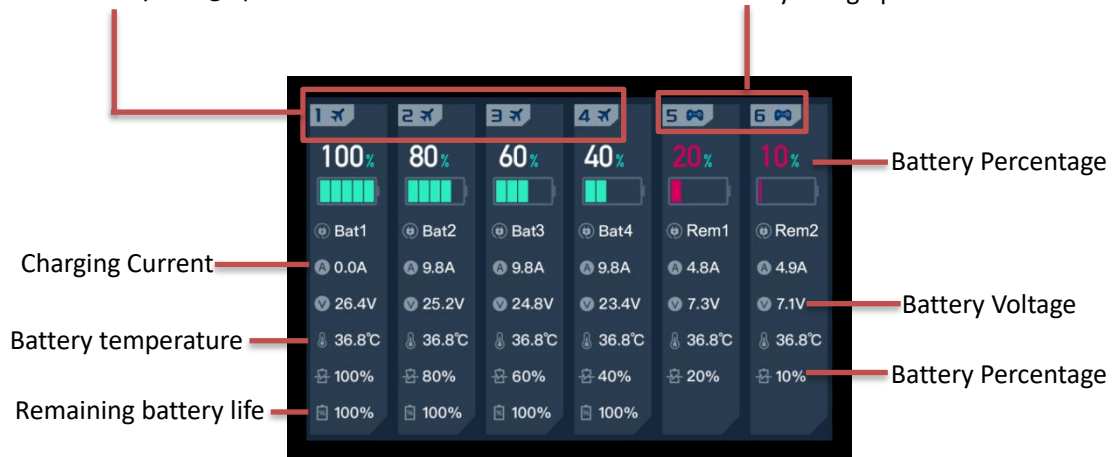 1 2 3 4 5 6
100% 80% 60% 40% 20% 10%
Battery Percentage
Bat1 Bat2 Bat3 Bat4 Rem1 Rem2
Charging Current
A 0.0A A 9.8A A 9.8A A 9.8A A 4.8A A 4.9A
V 26.4V V 25.2V V 24.8V V 23.4V V 7.3V V 7.1V
Battery Voltage
Battery temperature
36.8℃ 36.8℃ 36.8℃ 36.8℃ 36.8℃ 36.8℃
100% 80% 60% 40% 20% 10%
Battery Percentage
Remaining battery life
100% 100% 100% 100%